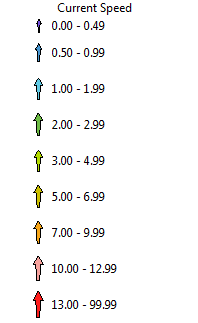 Current Speed
0.00 - 0.49
0.50 - 0.99
1.00 - 1.99
2.00 - 2.99
3.00 - 4.99
5.00 - 6.99
7.00 - 9.99
10.00 - 12.99
13.00 - 99.99